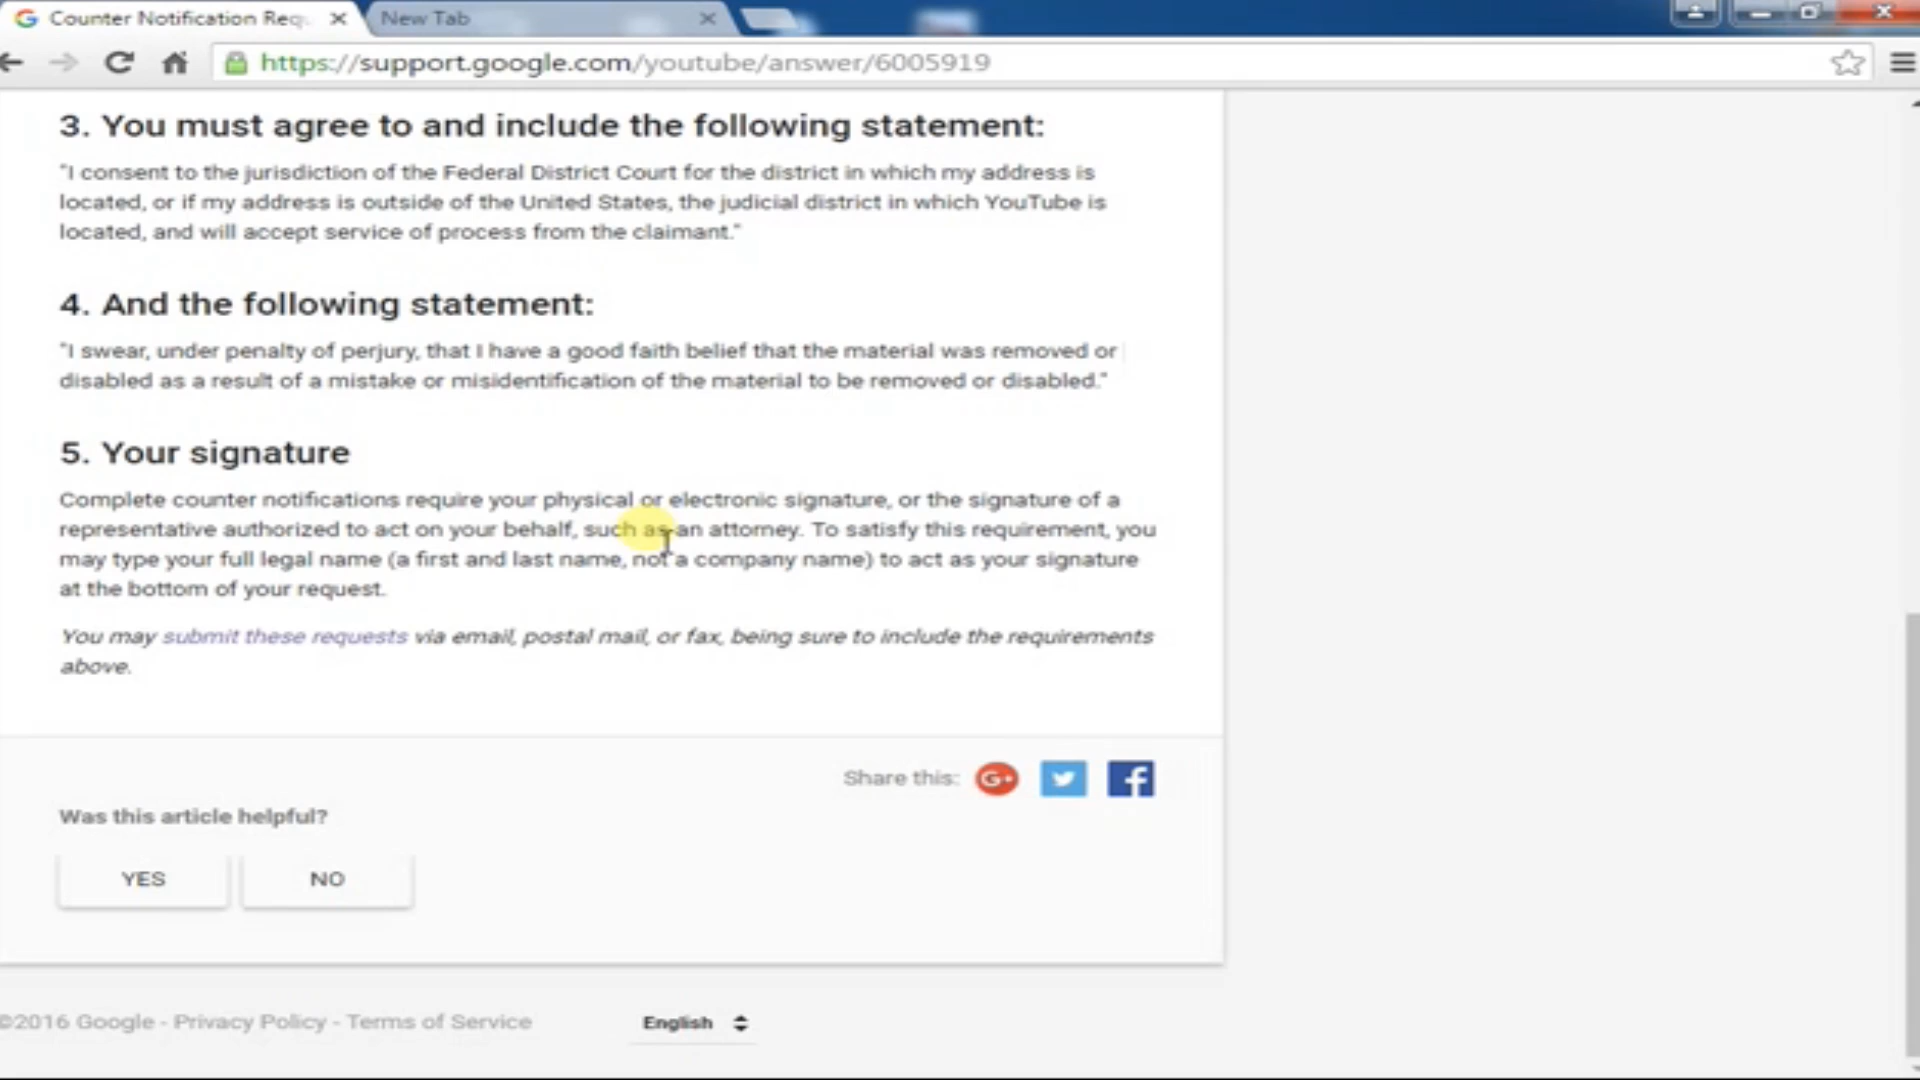 Counter Notification Req
New Tab
https://support.google.com/youtube/answer/6005919
3. You must agree to and include the following statement:
"I consent to the jurisdiction of the Federal District Court for the district in which my address is
located, or if my address is outside of the United States, the judicial district in which YouTube is
located, and will accept service of process from the claimant."
4. And the following statement:
"I swear, under penalty of perjury, that I have a good faith belief that the material was removed or
disabled as a result of a mistake or misidentification of the material to be removed or disabled."
5. Your signature
Complete counter notifications require your physical or electronic signature, or the signature of a
representative authorized to act on your behalf, such as an attorney. To satisfy this requirement, you
may type your full legal name (a first and last name, not a company name) to act as your signature
at the bottom of your request.
You may submit these requests via email, postal mail, or fax, being sure to include the requirements
above.
Share this: G+
Was this article helpful?
YES NO
©2016 Google - Privacy Policy - Terms of Service English